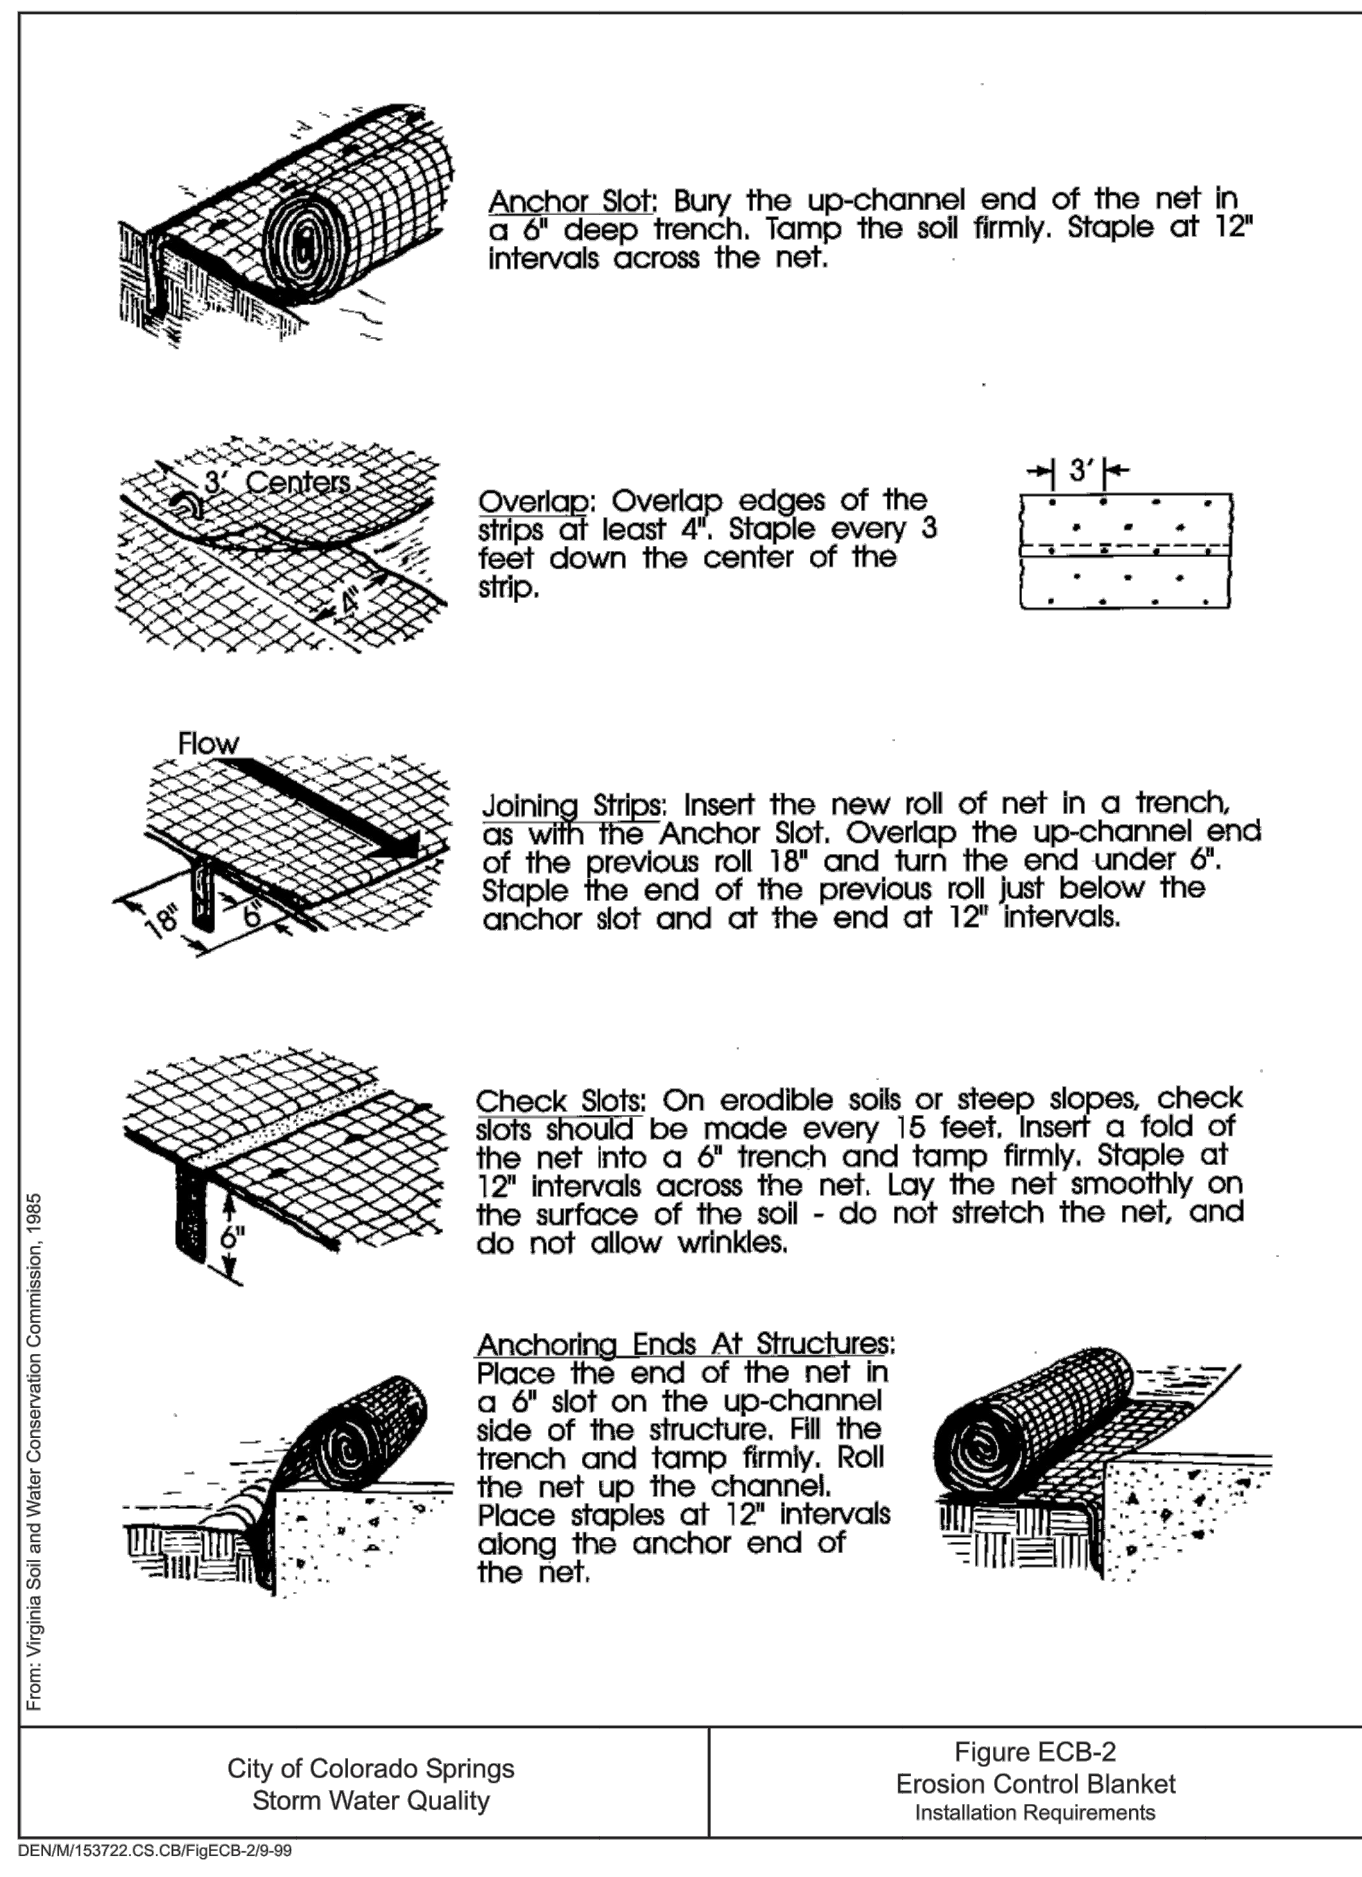 Anchor Slot: Bury the up-channel end of the net in
a 6" deep trench. Tamp the soil firmly. Staple at 12"
intervals across the net.
3' Centers
4"
Overlap: Overlap edges of the
strips at least 4". Staple every 3
feet down the center of the
strip.
3'
Flow
18"
6"
Joining Strips: Insert the new roll of net in a trench,
as with the Anchor Slot. Overlap the up-channel end
of the previous roll 18" and turn the end under 6".
Staple the end of the previous roll just below the
anchor slot and at the end at 12" intervals.
6"
Check Slots: On erodible soils or steep slopes, check
slots should be made every 15 feet. Insert a fold of
the net into a 6" trench and tamp firmly. Staple at
12" intervals across the net. Lay the net smoothly on
the surface of the soil - do not stretch the net, and
do not allow wrinkles.
Anchoring Ends At Structures:
Place the end of the net in
a 6" slot on the up-channel
side of the structure. Fill the
trench and tamp firmly. Roll
the net up the channel.
Place staples at 12" intervals
along the anchor end of
the net.
From: Virginia Soil and Water Conservation Commission, 1985
City of Colorado Springs
Storm Water Quality
Figure ECB-2
Erosion Control Blanket
Installation Requirements
DEN/M/153722.CS.CB/FigECB-2/9-99